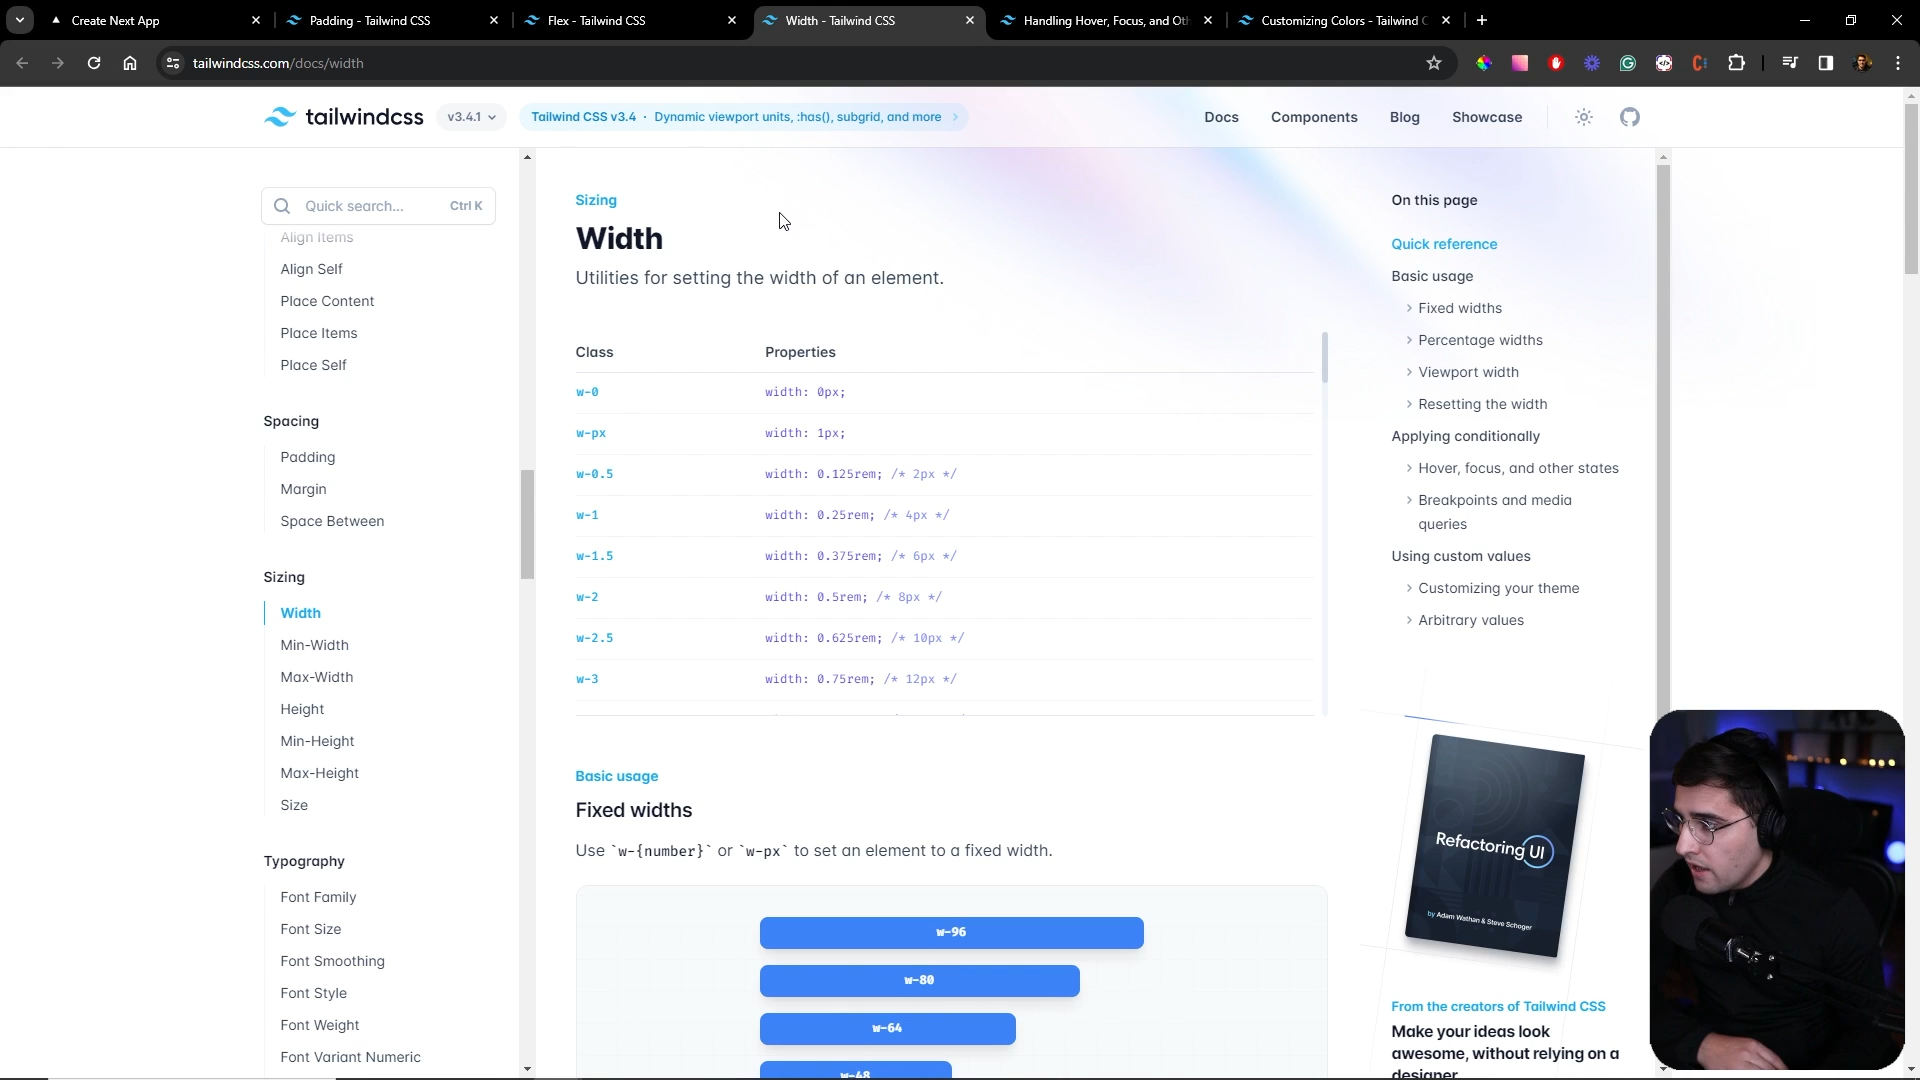 Create Next App
Padding - Tailwind CSS
Flex - Tailwind CSS
Width - Tailwind CSS
Handling Hover, Focus, and Oth
Customizing Colors - Tailwind C
tailwindcss.com/docs/width
tailwindcss
v3.4.1
Tailwind CSS v3.4 · Dynamic viewport units, :has(), subgrid, and more
Docs
Components
Blog
Showcase
Quick search...
Ctrl K
Align Items
Align Self
Place Content
Place Items
Place Self
Spacing
Padding
Margin
Space Between
Sizing
Width
Min-Width
Max-Width
Height
Min-Height
Max-Height
Size
Typography
Font Family
Font Size
Font Smoothing
Font Style
Font Weight
Font Variant Numeric
Sizing
Width
Utilities for setting the width of an element.
Class Properties
w-0 width: 0px;
w-px width: 1px;
w-0.5 width: 0.125rem; /* 2px */
w-1 width: 0.25rem; /* 4px */
w-1.5 width: 0.375rem; /* 6px */
w-2 width: 0.5rem; /* 8px */
w-2.5 width: 0.625rem; /* 10px */
w-3 width: 0.75rem; /* 12px */
Basic usage
Fixed widths
Use `w-{number}` or `w-px` to set an element to a fixed width.
w-96
w-80
w-64
w-48
On this page
Quick reference
Basic usage
Fixed widths
Percentage widths
Viewport width
Resetting the width
Applying conditionally
Hover, focus, and other states
Breakpoints and media
queries
Using custom values
Customizing your theme
Arbitrary values
Refactoring UI
by Adam Wathan & Steve Schoger
From the creators of Tailwind CSS
Make your ideas look
awesome, without relying on a
designer.